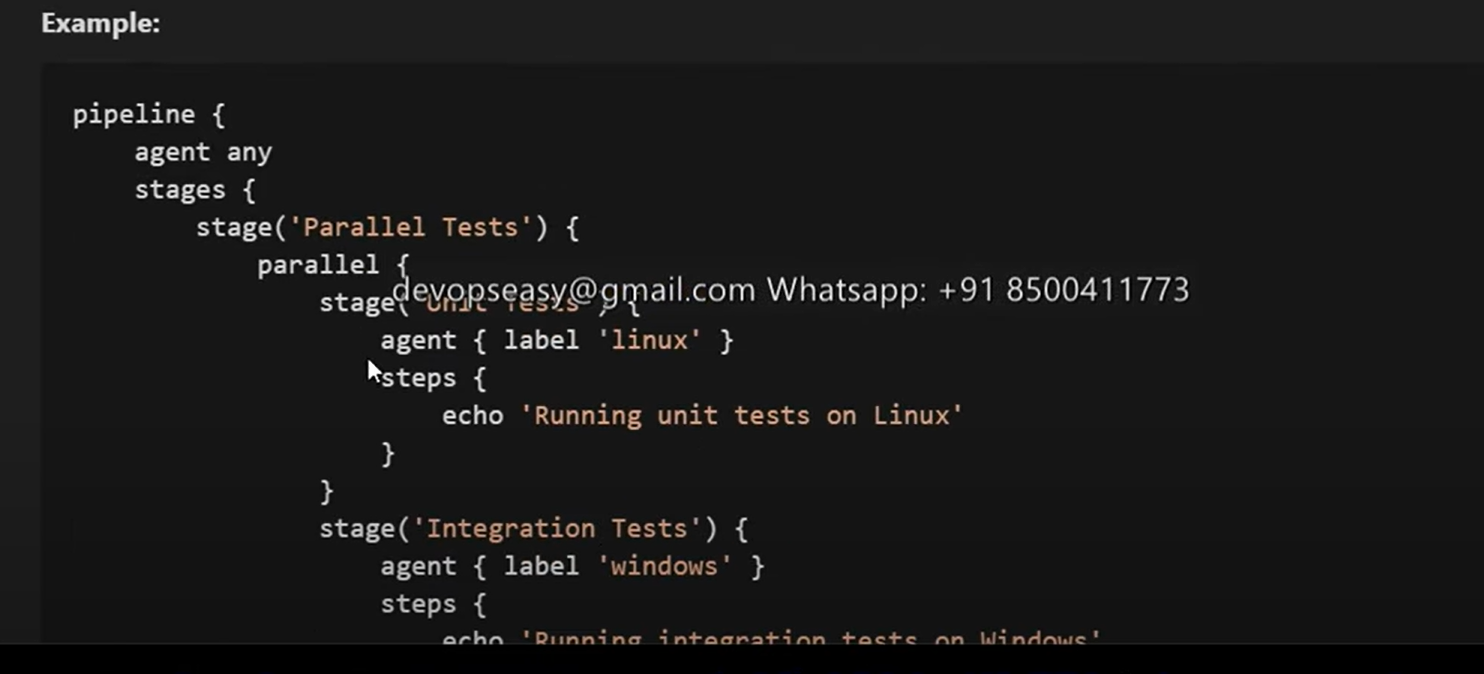 Example:
pipeline {
agent any
stages {
stage('Parallel Tests') {
parallel {
devopseasy@gmail.com Whatsapp: +91 8500411773
stage('Unit Tests') {
agent { label 'linux' }
steps {
echo 'Running unit tests on Linux'
}
}
stage('Integration Tests') {
agent { label 'windows' }
steps {
echo 'Running integration tests on Windows'